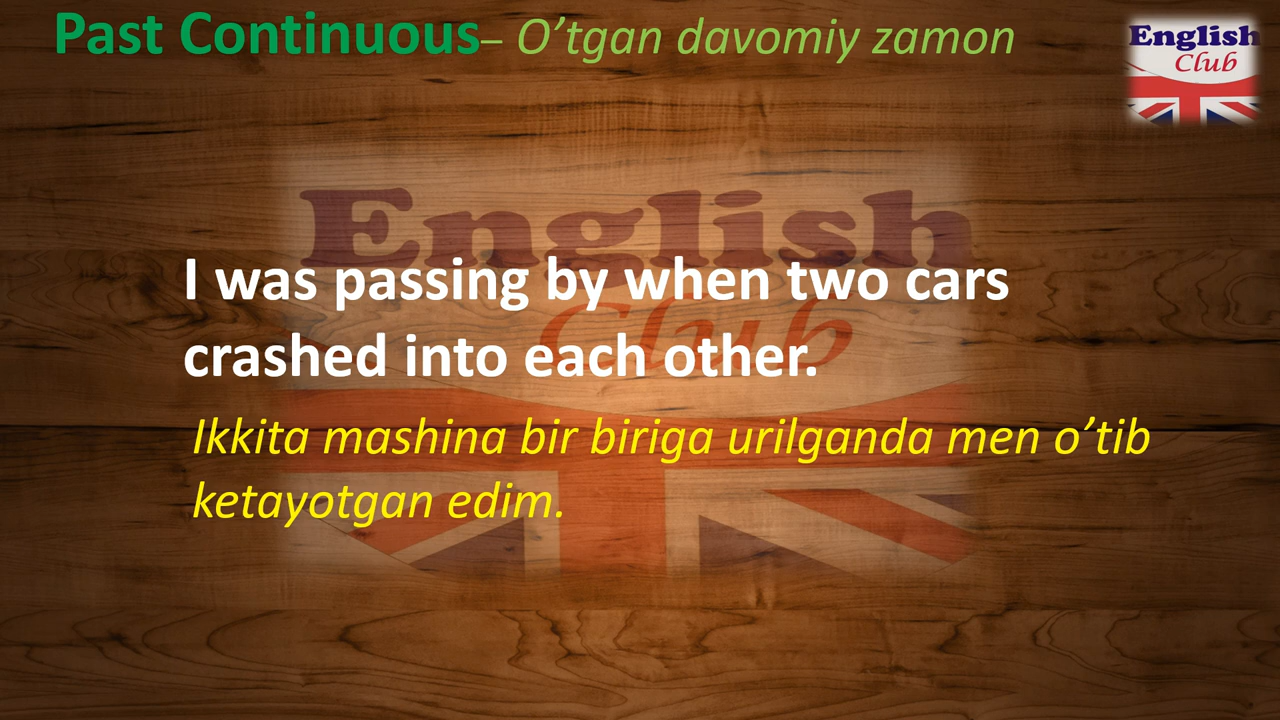 Past Continuous– O’tgan davomiy zamon
English
Club
English
Club
I was passing by when two cars
crashed into each other.
Ikkita mashina bir biriga urilganda men o’tib
ketayotgan edim.